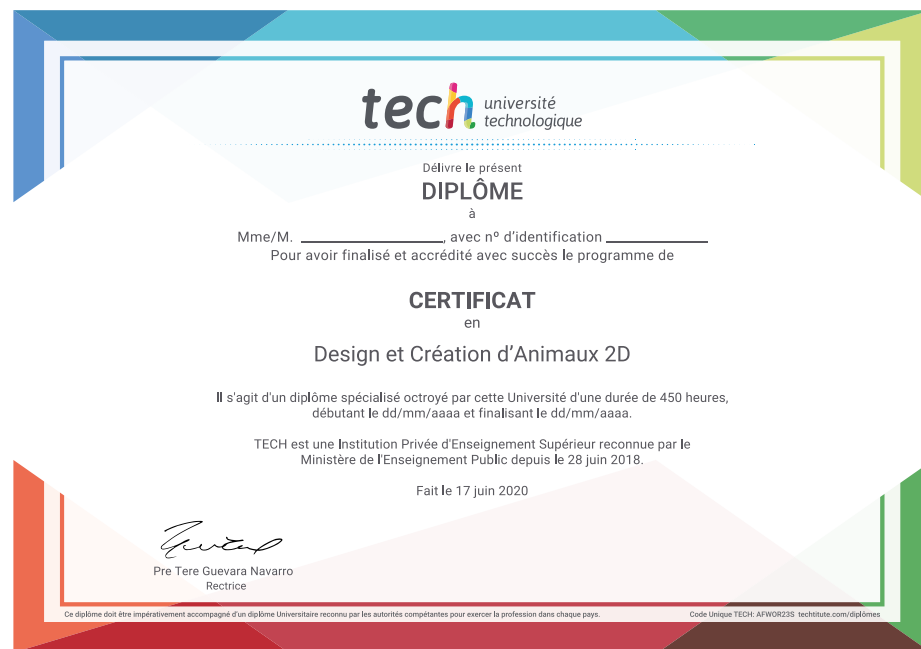 tech université
technologique
Délivre le présent
DIPLÔME
à
Mme/M. ____________________, avec nº d'identification ______________
Pour avoir finalisé et accrédité avec succès le programme de
CERTIFICAT
en
Design et Création d'Animaux 2D
Il s'agit d'un diplôme spécialisé octroyé par cette Université d'une durée de 450 heures,
débutant le dd/mm/aaaa et finalisant le dd/mm/aaaa.
TECH est une Institution Privée d'Enseignement Supérieur reconnue par le
Ministère de l'Enseignement Public depuis le 28 juin 2018.
Fait le 17 juin 2020
Pre Tere Guevara Navarro
Rectrice
Ce diplôme doit être impérativement accompagné d'un diplôme Universitaire reconnu par les autorités compétentes pour exercer la profession dans chaque pays.
Code Unique TECH: AFWOR23S techtitute.com/diplômes